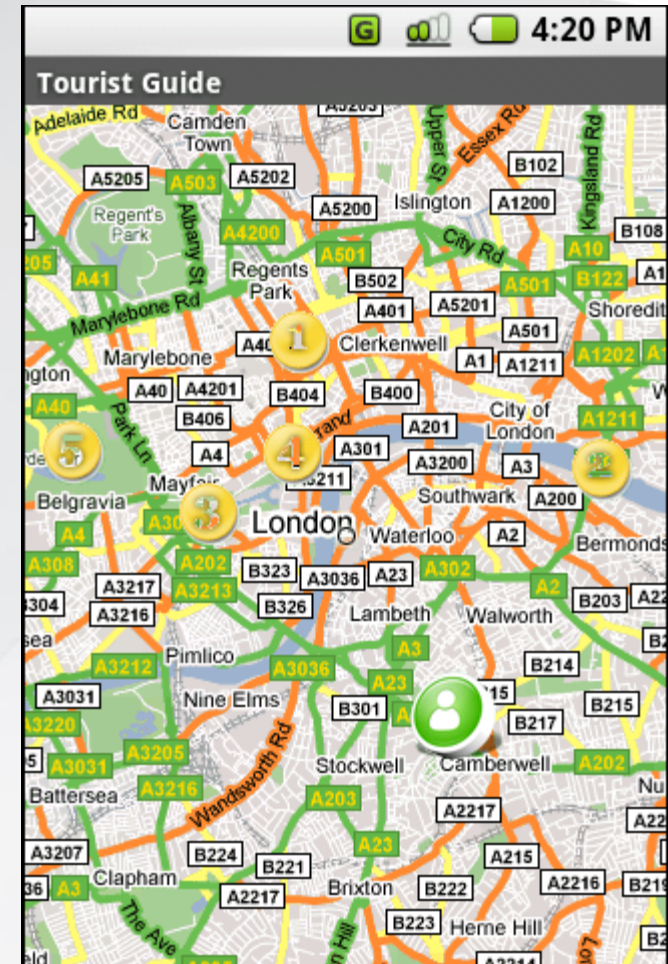 G 4:20 PM
Tourist Guide
Adelaide Rd
Camden
Town
Upper St
Essex Rd
Kingsland Rd
B102
A5205
A503
A5202
Islington
A1200
Regent's
Park
Albany St
A5200
A4200
City Rd
B108
A501
A10
A41
Regents
Park
B502
A501
B122
Marylebone Rd
A401
A5201
Shoredit
A501
1
Clerkenwell
Marylebone
A1
A1211
A1202
A40
A4201
B404
B400
A40
Park Ln
B406
City of
London
A1211
A201
5
A4
4
A301
A3200
A3
2
Mayfair
Southwark
A200
Belgravia
3
London
Waterloo
A2
A4
Bermonds
A308
A202
B323
A3036
A23
A302
A3217
A3213
A2
B203
A3216
B326
Lambeth
Walworth
A3
Pimlico
B214
A3212
A3036
A3031
Nine Elms
A23
B301
B215
A3220
B217
A3205
Wandsworth Rd
A3031
Stockwell
Camberwell
A202
Battersea
A3216
A203
A2217
A3207
B224
A23
B221
A215
Clapham
A3
A2217
Brixton
B222
A2216
The Ave
B223
Herne Hill